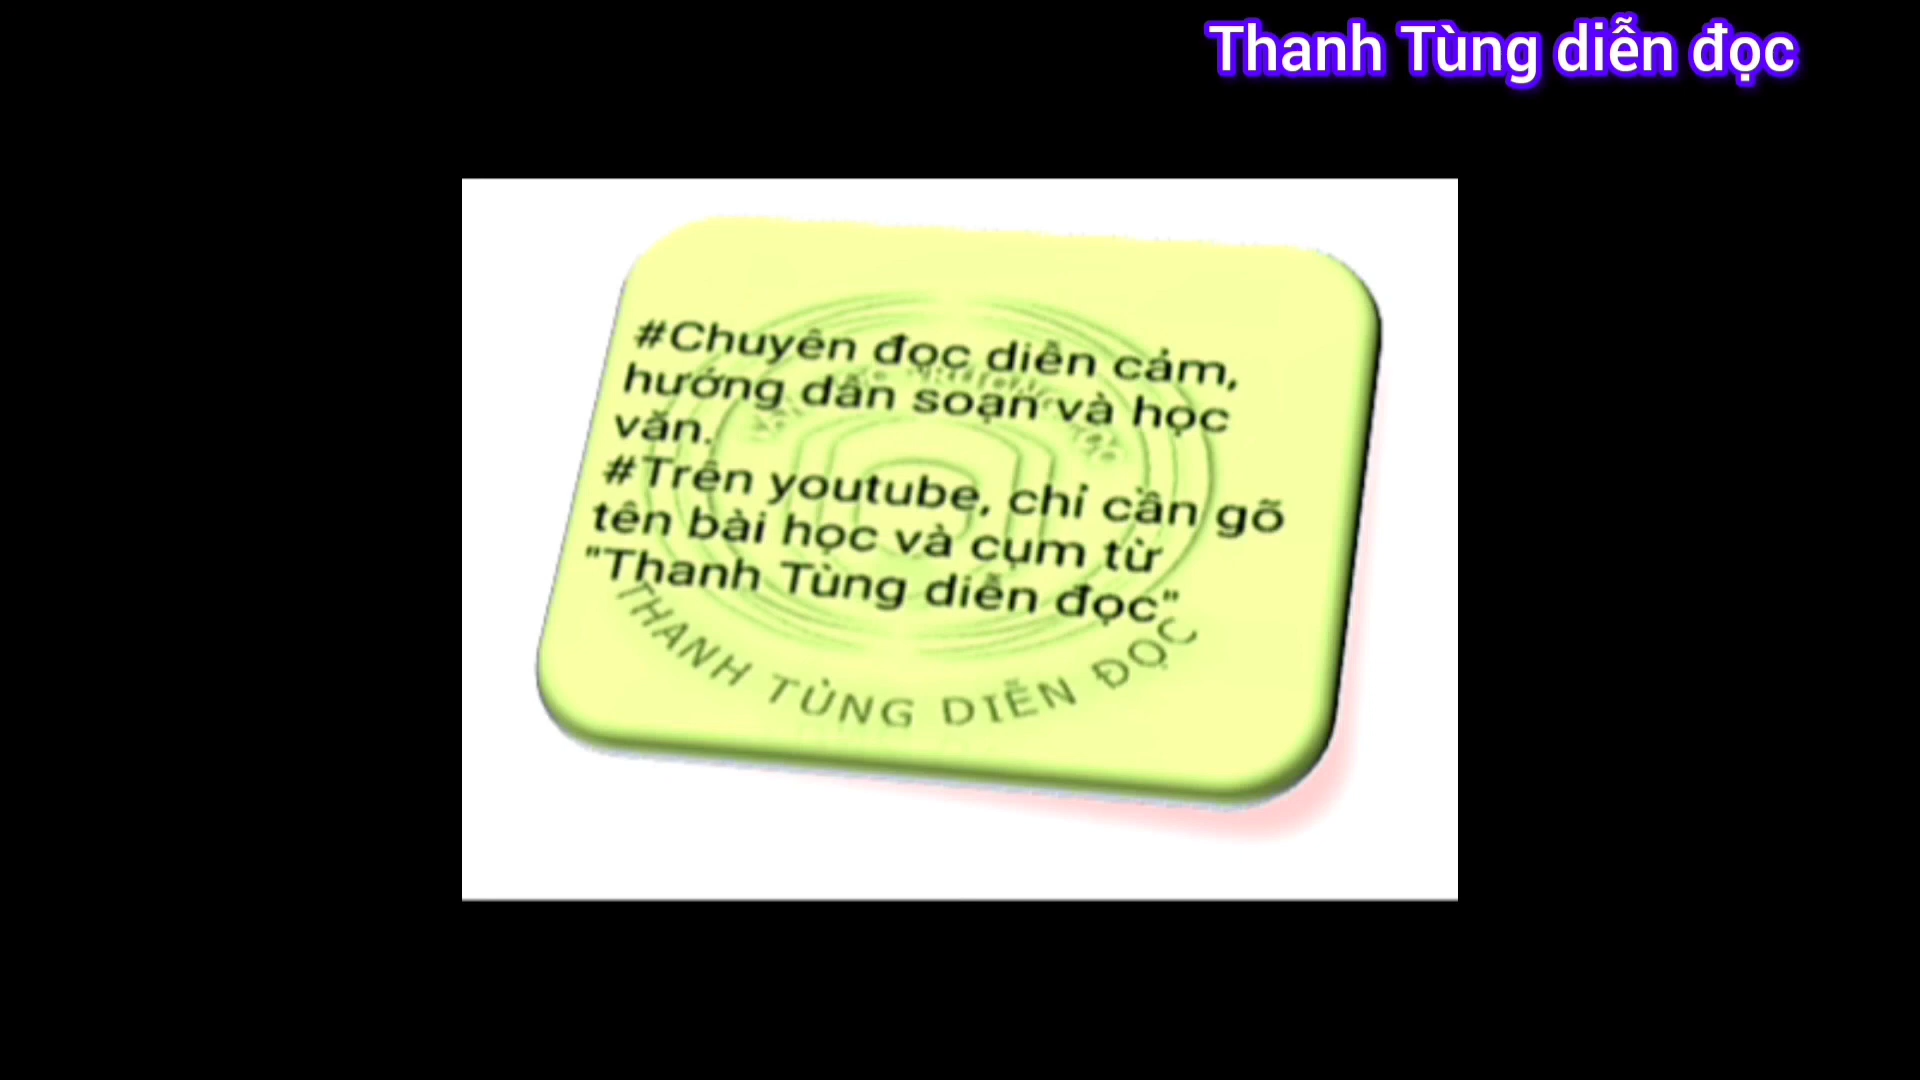 Thanh Tùng diễn đọc
#Chuyên đọc diễn cảm,
hướng dẫn soạn và học
văn.
#Trên youtube, chỉ cần gõ
tên bài học và cụm từ
"Thanh Tùng diễn đọc"
THANH TÙNG DIỄN ĐỌC